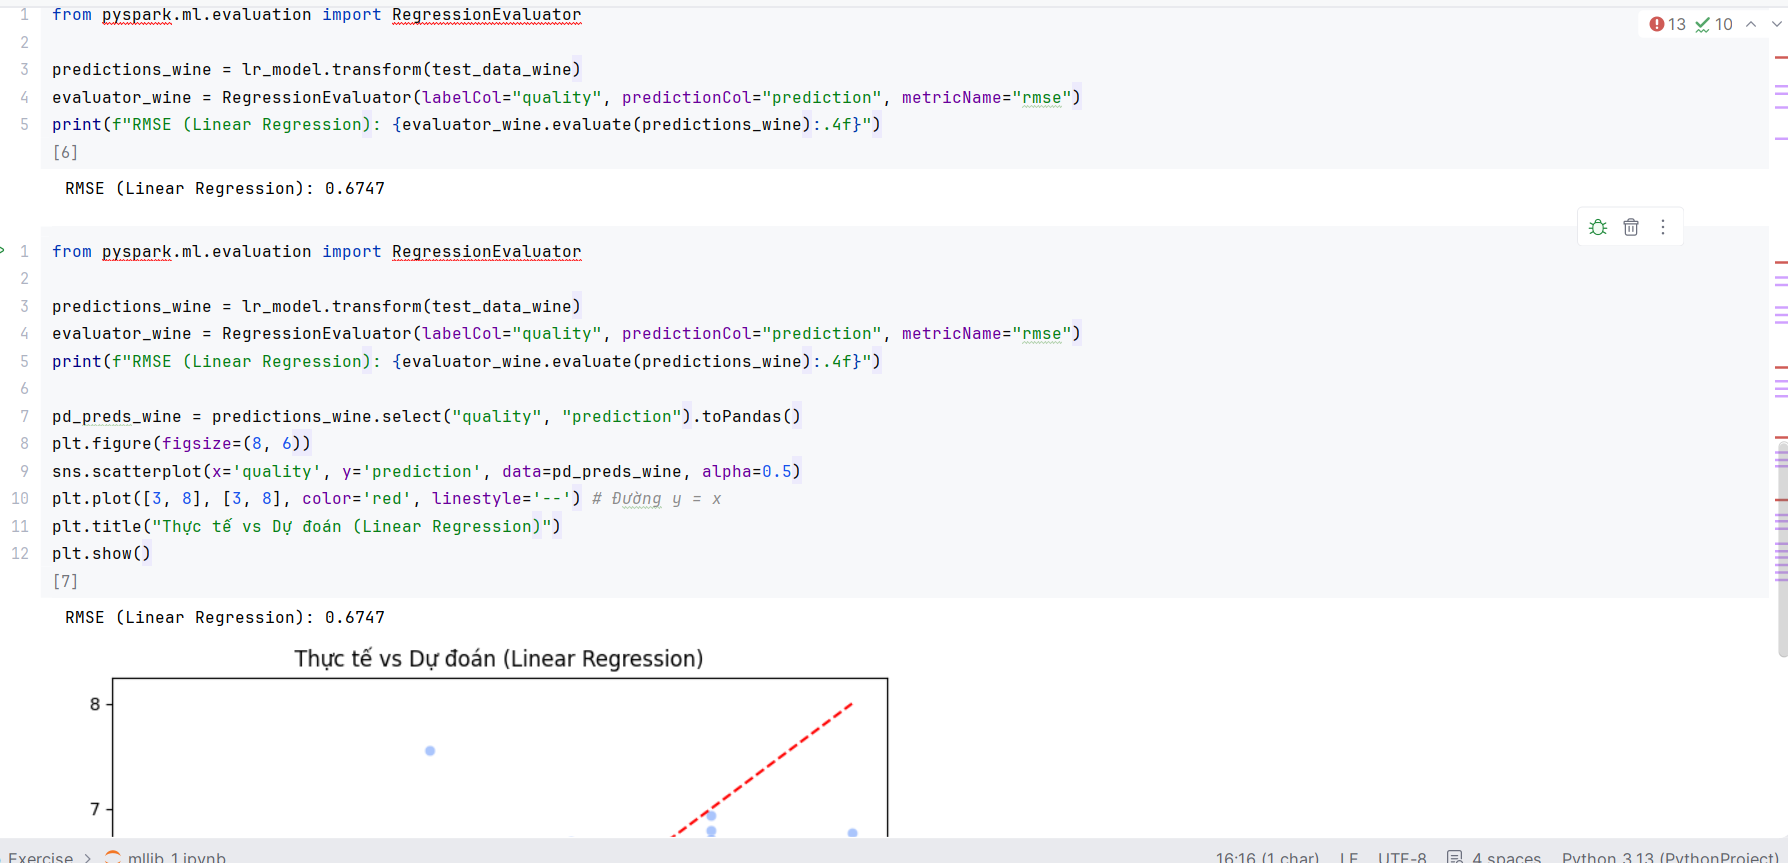 1 from pyspark.ml.evaluation import RegressionEvaluator
13 10
2
3 predictions_wine = lr_model.transform(test_data_wine)
4 evaluator_wine = RegressionEvaluator(labelCol="quality", predictionCol="prediction", metricName="rmse")
5 print(f"RMSE (Linear Regression): {evaluator_wine.evaluate(predictions_wine):.4f}")
[6]
RMSE (Linear Regression): 0.6747
1 from pyspark.ml.evaluation import RegressionEvaluator
2
3 predictions_wine = lr_model.transform(test_data_wine)
4 evaluator_wine = RegressionEvaluator(labelCol="quality", predictionCol="prediction", metricName="rmse")
5 print(f"RMSE (Linear Regression): {evaluator_wine.evaluate(predictions_wine):.4f}")
6
7 pd_preds_wine = predictions_wine.select("quality", "prediction").toPandas()
8 plt.figure(figsize=(8, 6))
9 sns.scatterplot(x='quality', y='prediction', data=pd_preds_wine, alpha=0.5)
10 plt.plot([3, 8], [3, 8], color='red', linestyle='--') # Đường y = x
11 plt.title("Thực tế vs Dự đoán (Linear Regression)")
12 plt.show()
[7]
RMSE (Linear Regression): 0.6747
Thực tế vs Dự đoán (Linear Regression)
8
7
Exercise > mllib_1.ipynb
16:16 (1 char) LF UTF-8 4 spaces Python 3.13 (PythonProject)